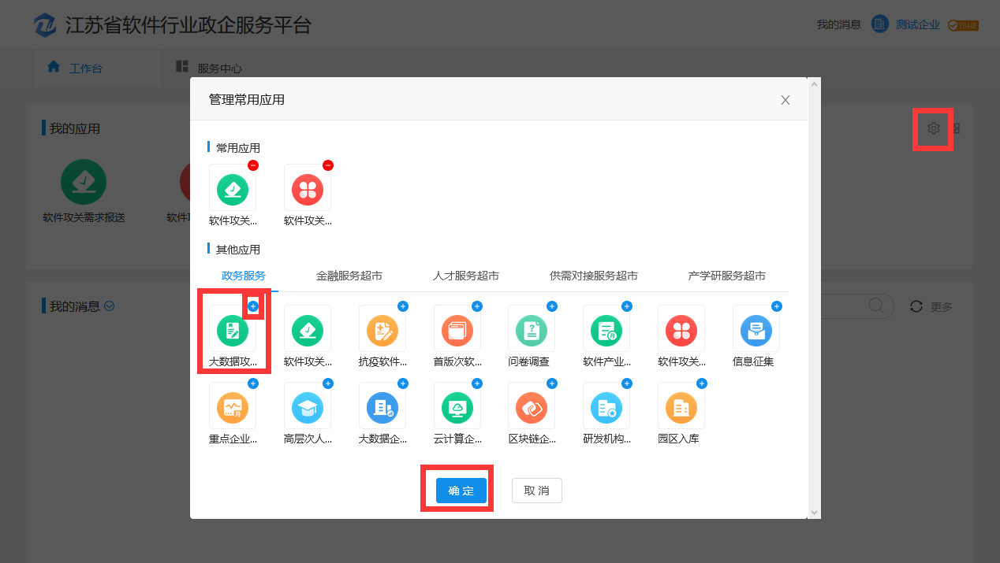 江苏省软件行业政企服务平台
我的消息 测试企业 已认证
工作台 服务中心
管理常用应用
我的应用
常用应用
软件攻关需求报送
软件攻关... 软件攻关...
其他应用
政务服务 金融服务超市 人才服务超市 供需对接服务超市 产学研服务超市
我的消息
更多
大数据攻... 软件攻关... 抗疫软件... 首版次软... 问卷调查 软件产业... 软件攻关... 信息征集
重点企业... 高层次人... 大数据企... 云计算企... 区块链企... 研发机构... 园区入库
确 定 取 消